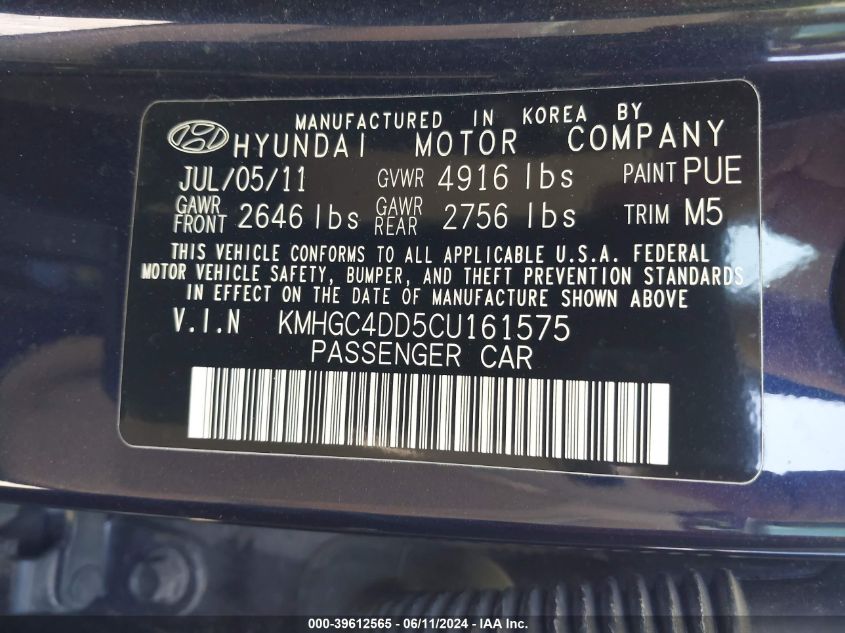 MANUFACTURED IN KOREA BY
HYUNDAI MOTOR COMPANY
JUL/05/11 GVWR 4916 lbs PAINT PUE
GAWR FRONT 2646 lbs GAWR REAR 2756 lbs TRIM M5
THIS VEHICLE CONFORMS TO ALL APPLICABLE U.S.A. FEDERAL
MOTOR VEHICLE SAFETY, BUMPER, AND THEFT PREVENTION STANDARDS
IN EFFECT ON THE DATE OF MANUFACTURE SHOWN ABOVE
V.I.N KMHGC4DD5CU161575
PASSENGER CAR
000-39612565 - 06/11/2024 - IAAI, Inc.